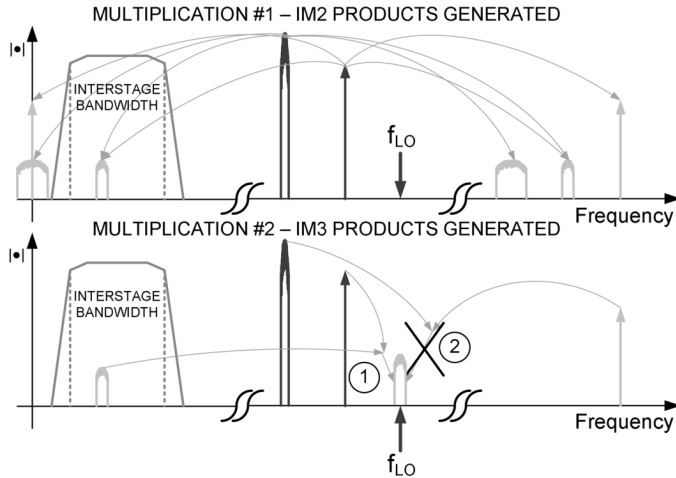 MULTIPLICATION #1 – IM2 PRODUCTS GENERATED
|•|
INTERSTAGE
BANDWIDTH
fLO
Frequency
MULTIPLICATION #2 – IM3 PRODUCTS GENERATED
|•|
INTERSTAGE
BANDWIDTH
1
2
Frequency
fLO